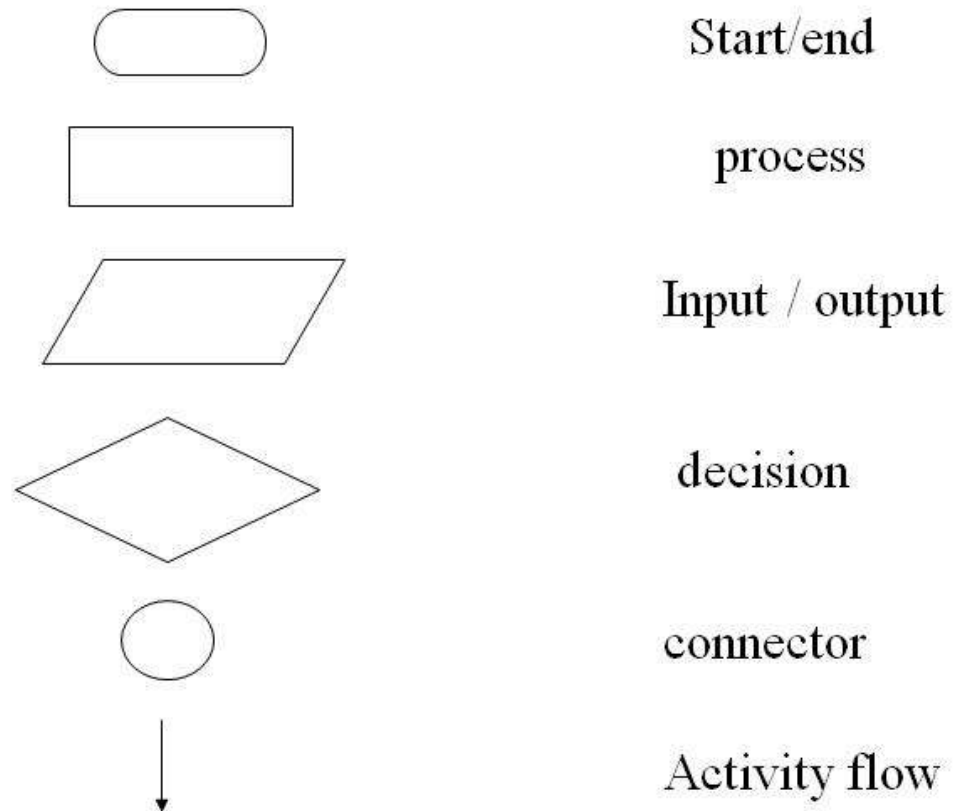 Start/end
process
Input / output
decision
connector
Activity flow